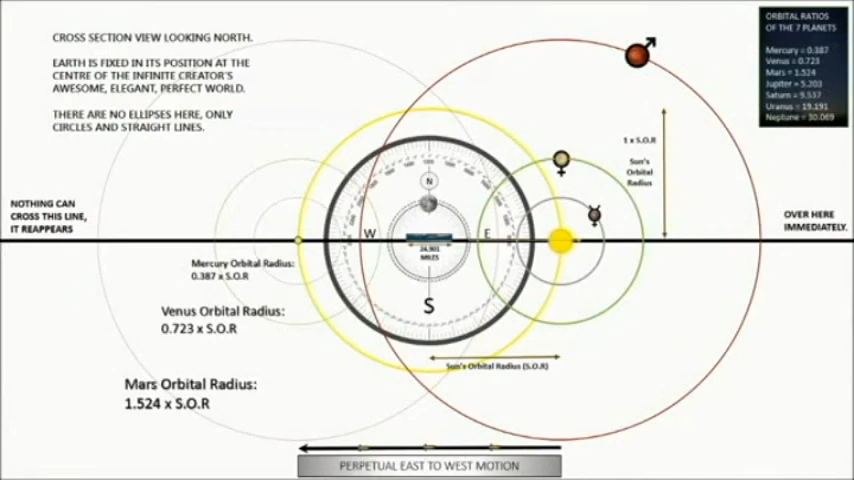 CROSS SECTION VIEW LOOKING NORTH.
EARTH IS FIXED IN ITS POSITION AT THE
CENTRE OF THE INFINITE CREATOR'S
AWESOME, ELEGANT, PERFECT WORLD.
THERE ARE NO ELLIPSES HERE, ONLY
CIRCLES AND STRAIGHT LINES.
ORBITAL RATIOS
OF THE 7 PLANETS
Mercury = 0.387
Venus = 0.723
Mars = 1.524
Jupiter = 5.203
Saturn = 9.537
Uranus = 19.191
Neptune = 30.069
1 x S.O.R
Sun's
Orbital
Radius
N
NOTHING CAN
CROSS THIS LINE,
IT REAPPEARS
W
E
OVER HERE
IMMEDIATELY.
24,901
MILES
S
Mercury Orbital Radius:
0.387 x S.O.R
Venus Orbital Radius:
0.723 x S.O.R
Sun's Orbital Radius (S.O.R)
Mars Orbital Radius:
1.524 x S.O.R
PERPETUAL EAST TO WEST MOTION